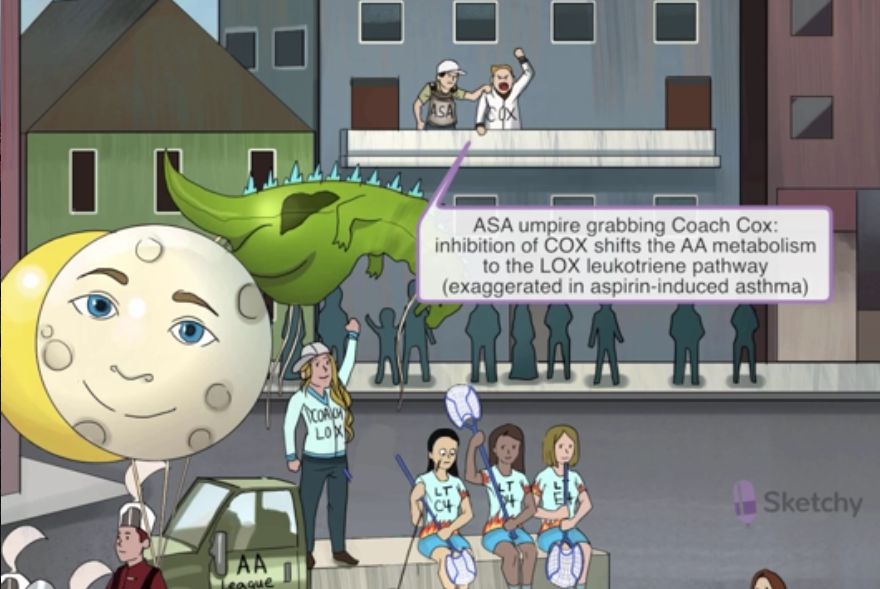 ASA
COX
ASA umpire grabbing Coach Cox:
inhibition of COX shifts the AA metabolism
to the LOX leukotriene pathway
(exaggerated in aspirin-induced asthma)
COACH
LOX
LT
C4
LT
LT
E4
Sketchy
AA
League